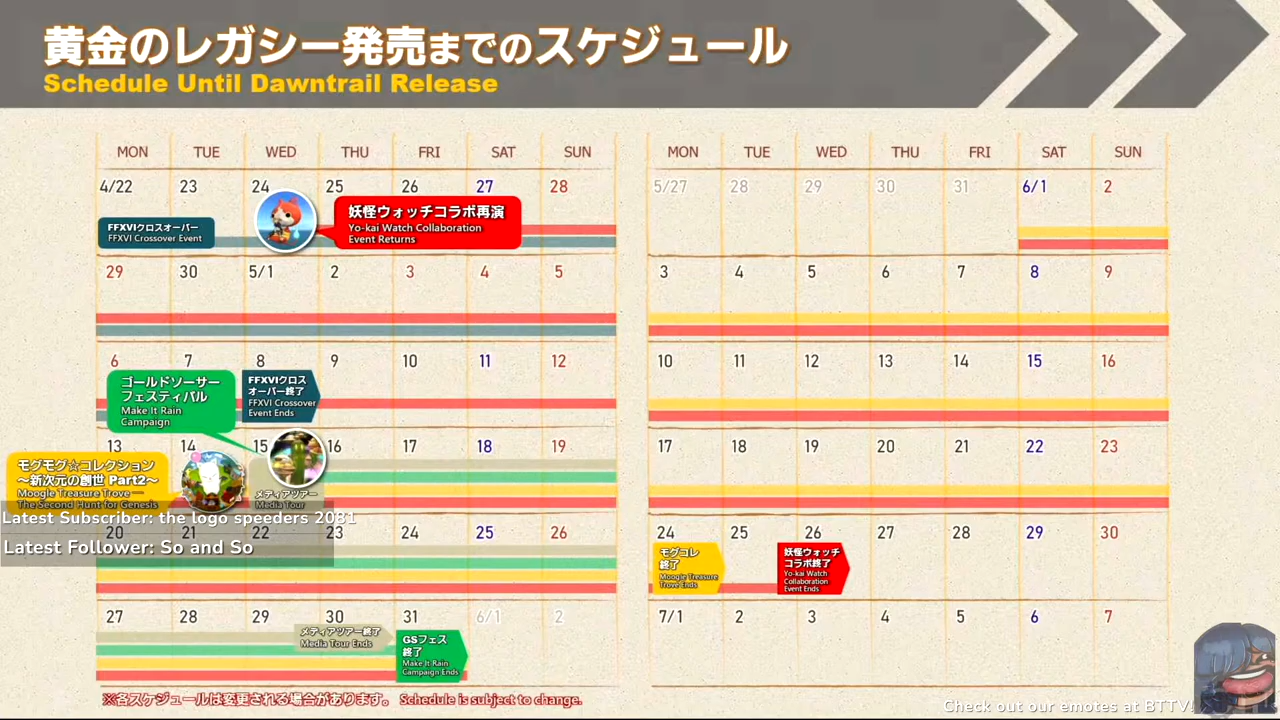 黄金のレガシー発売までのスケジュール
Schedule Until Dawntrail Release
MON TUE WED THU FRI SAT SUN
4/22 23 24 25 26 27 28
FFXVIクロスオーバー
FFXVI Crossover Event
妖怪ウォッチコラボ再演
Yo-kai Watch Collaboration
Event Returns
29 30 5/1 2 3 4 5
6 7 8 9 10 11 12
ゴールドソーサー
フェスティバル
Make It Rain
Campaign
FFXVIクロス
オーバー終了
FFXVI Crossover
Event Ends
13 14 15 16 17 18 19
モグモグ☆コレクション
～新次元の創世 Part2～
Moogle Treasure Trove ―
The Second Hunt for Genesis
メディアツアー
Media Tour
Latest Subscriber: the logo speeders 2081
20 21 22 23 24 25 26
Latest Follower: So and So
27 28 29 30 31 6/1 2
メディアツアー終了
Media Tour Ends
GSフェス
終了
Make It Rain
Campaign Ends
※各スケジュールは変更される場合があります。 Schedule is subject to change.
MON TUE WED THU FRI SAT SUN
5/27 28 29 30 31 6/1 2
3 4 5 6 7 8 9
10 11 12 13 14 15 16
17 18 19 20 21 22 23
24 25 26 27 28 29 30
モグコレ
終了
Moogle Treasure
Trove Ends
妖怪ウォッチ
コラボ終了
Yo-kai Watch
Collaboration
Event Ends
7/1 2 3 4 5 6 7
Check out our emotes at BTTV!